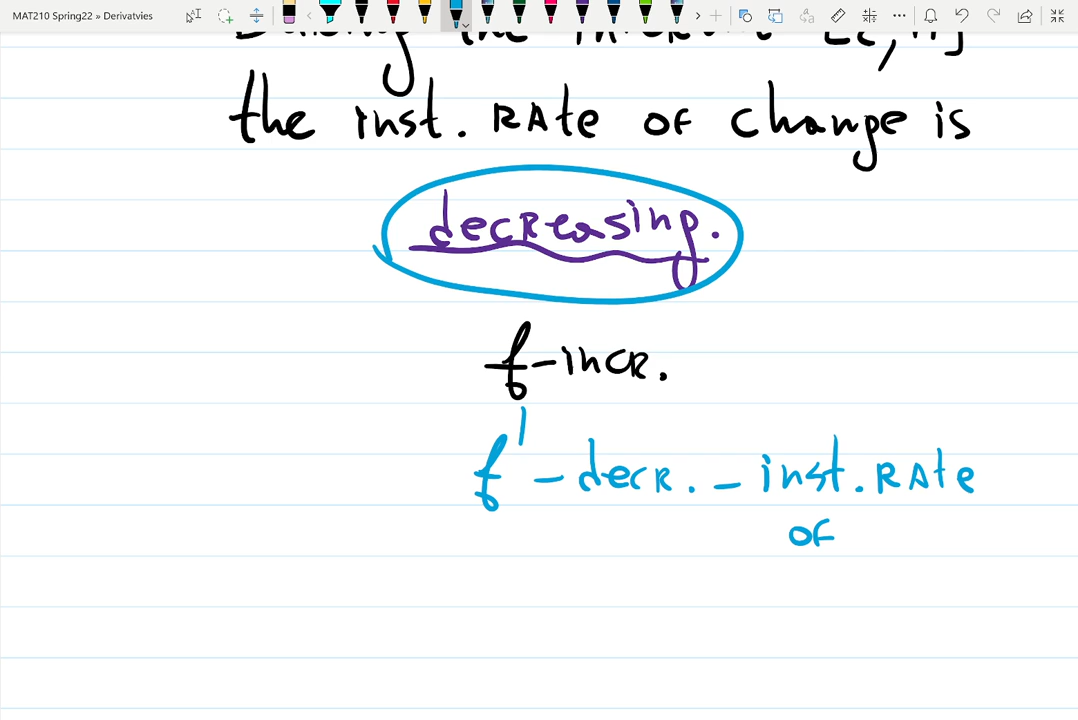 MAT210 Spring22 » Derivatvies
the inst. RAte OF change is
decreasing.
f-incr.
f' - decr. - inst. RAte
OF